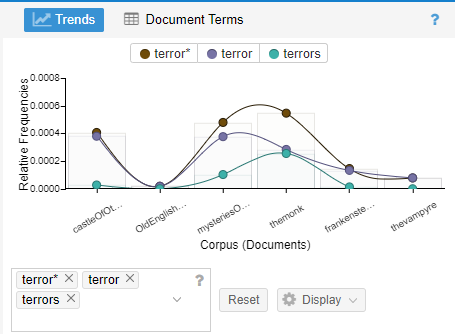 Trends Document Terms ?
terror* terror terrors
Relative Frequencies
0.0008
0.0006
0.0004
0.0002
0.0000
castleOfOt... OldEnglish... mysteriesO... themonk frankenste... thevampyre
Corpus (Documents)
terror* × terror × ?
terrors ×
Reset Display